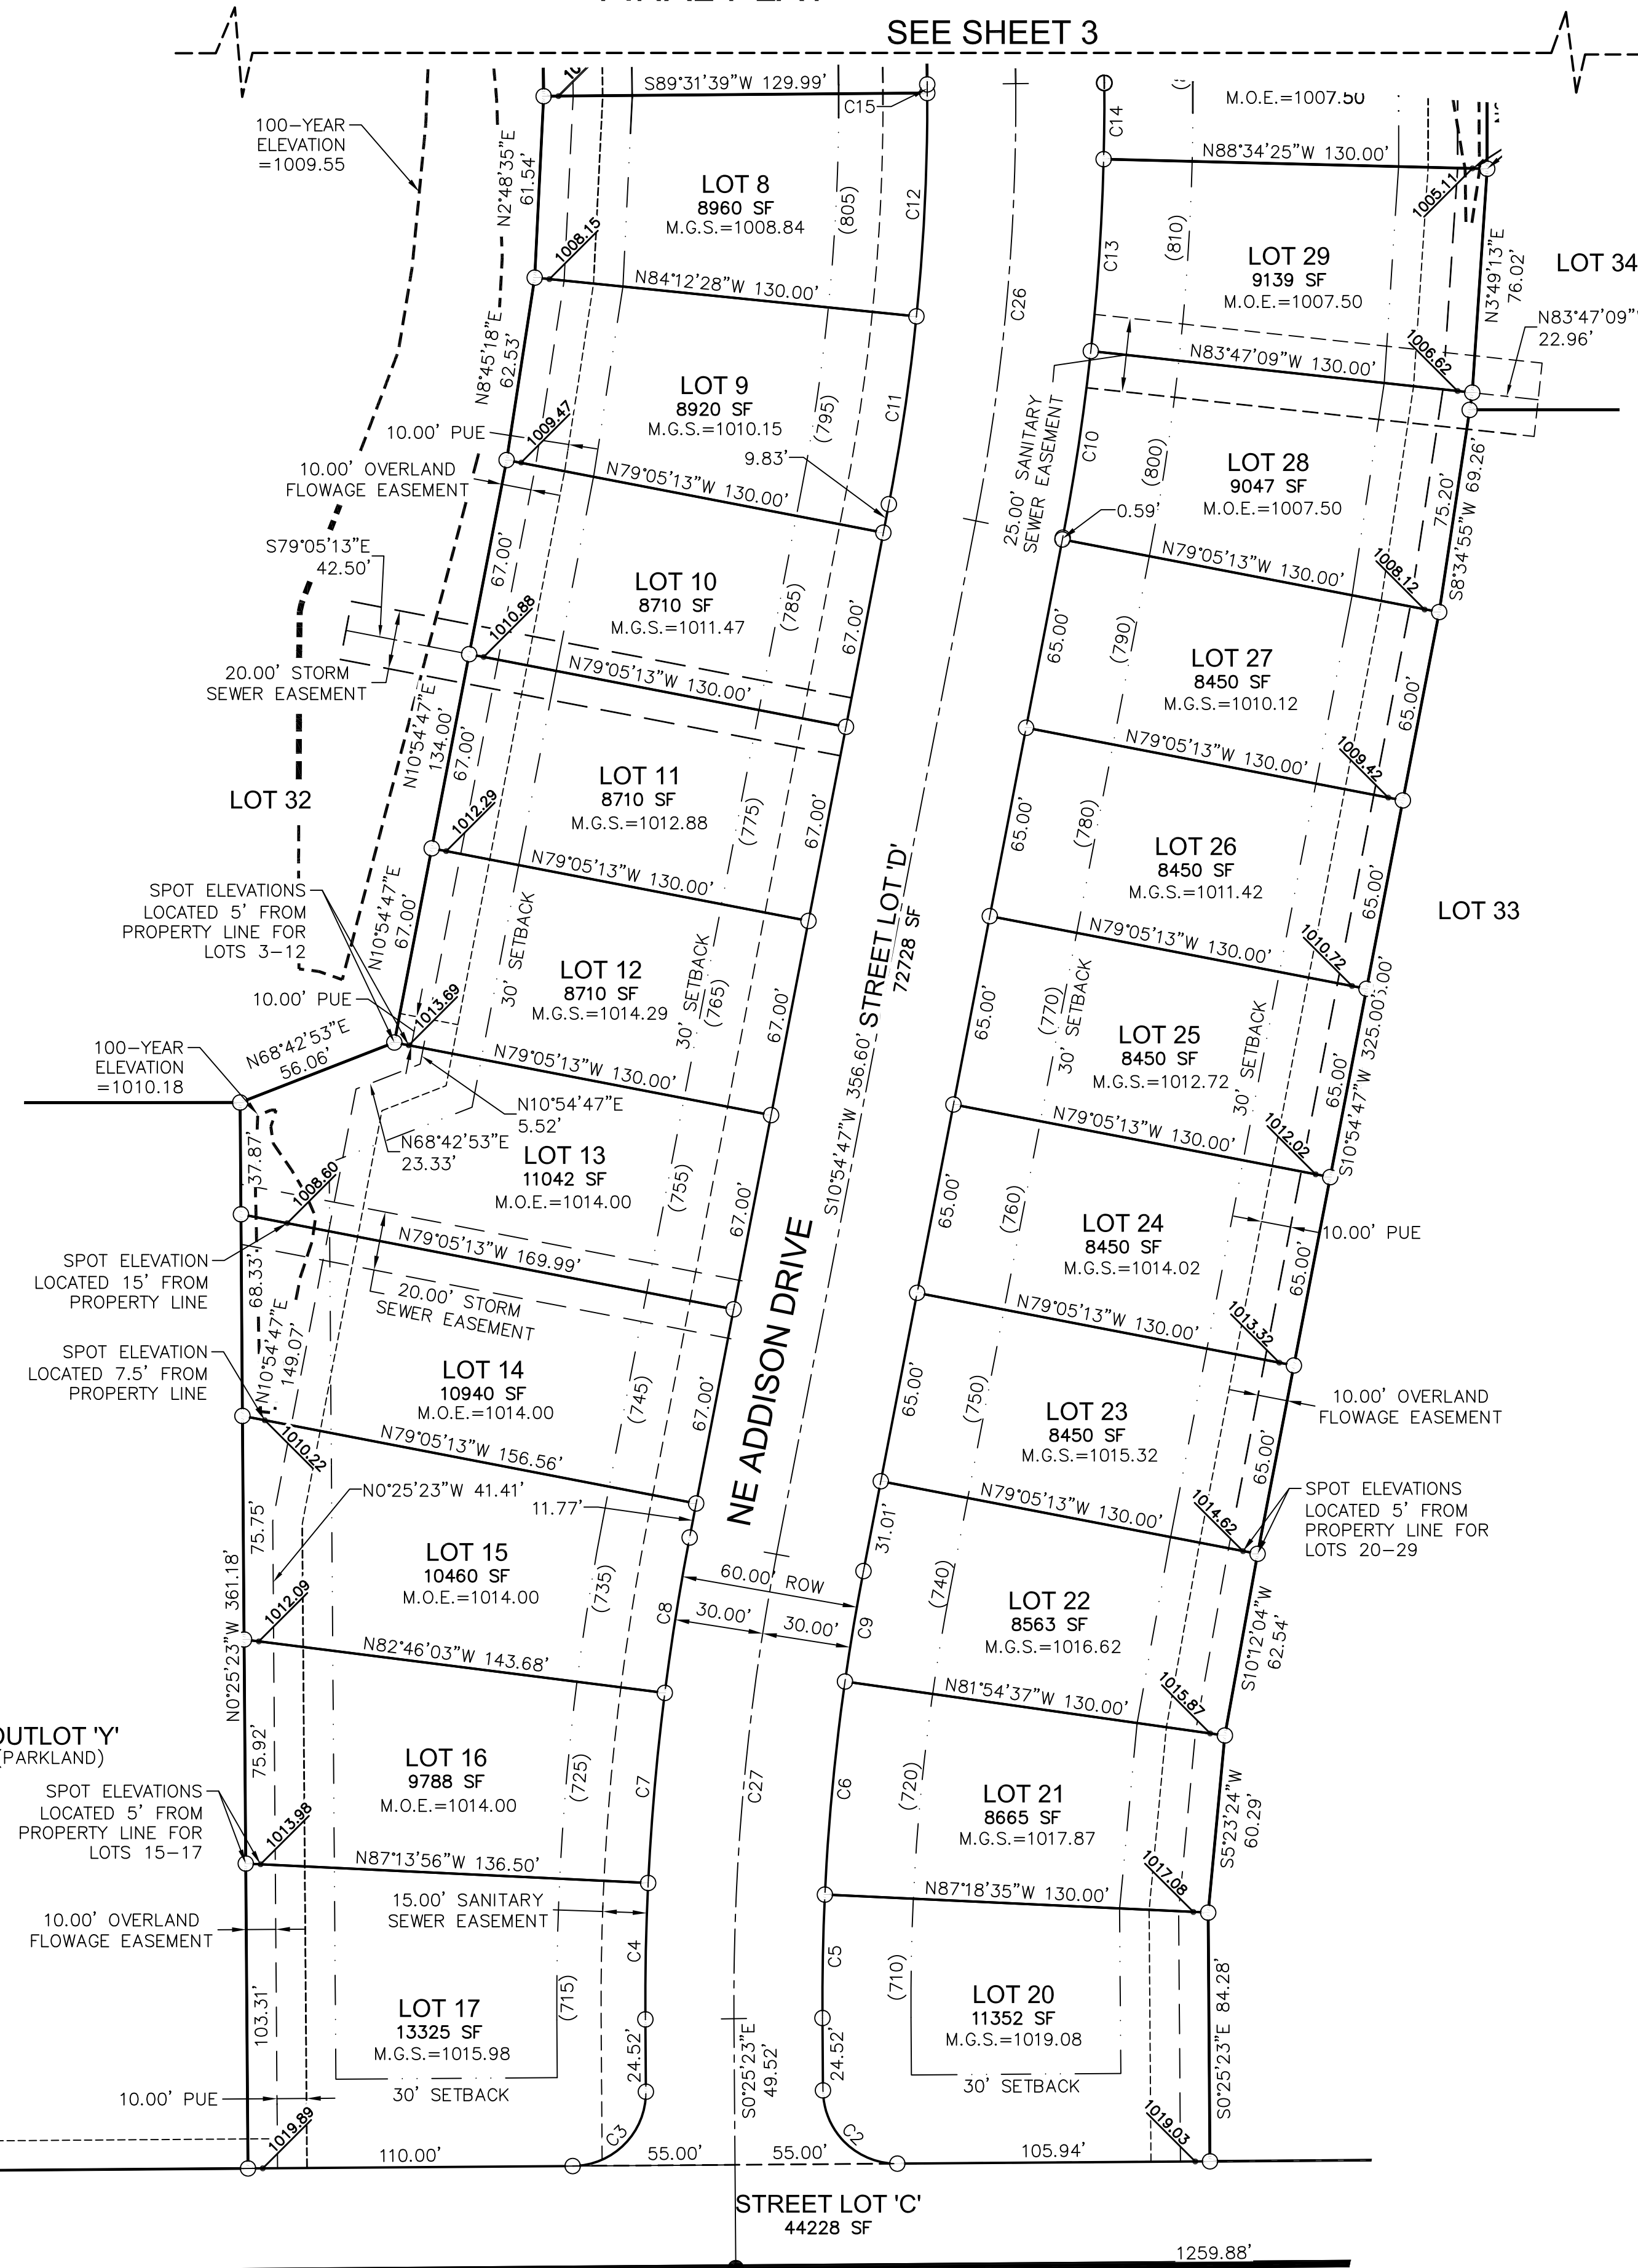 SEE SHEET 3
S89°31'39"W 129.99'
C15
C14
M.O.E.=1007.50
100-YEAR
ELEVATION
=1009.55
N2°48'35"E
61.54'
LOT 8
8960 SF
M.G.S.=1008.84
(805)
C12
N88°34'25"W 130.00'
1005.11
1008.15
N84°12'28"W 130.00'
C26
C13
(810)
LOT 29
9139 SF
M.O.E.=1007.50
N3°49'13"E
76.02'
LOT 34
N83°47'09"
22.96'
N8°45'18"E
62.53'
LOT 9
8920 SF
M.G.S.=1010.15
(795)
C11
N83°47'09"W 130.00'
1006.62
10.00' PUE
1009.47
10.00' OVERLAND
FLOWAGE EASEMENT
N79°05'13"W 130.00'
9.83'
25.00' SANITARY
SEWER EASEMENT
C10
(800)
LOT 28
9047 SF
M.O.E.=1007.50
75.20'
S8°34'55"W 69.26'
0.59'
S79°05'13"E
42.50'
67.00'
LOT 10
8710 SF
M.G.S.=1011.47
(785)
67.00'
N79°05'13"W 130.00'
1008.12
1010.88
20.00' STORM
SEWER EASEMENT
N79°05'13"W 130.00'
65.00'
(790)
LOT 27
8450 SF
M.G.S.=1010.12
65.00'
N10°54'47"E
134.00'
67.00'
LOT 11
8710 SF
M.G.S.=1012.88
(775)
67.00'
N79°05'13"W 130.00'
1009.42
LOT 32
1012.29
N79°05'13"W 130.00'
65.00'
(780)
LOT 26
8450 SF
M.G.S.=1011.42
65.00'
LOT 33
SPOT ELEVATIONS
LOCATED 5' FROM
PROPERTY LINE FOR
LOTS 3-12
N10°54'47"E
67.00'
30' SETBACK
LOT 12
8710 SF
M.G.S.=1014.29
30' SETBACK
(765)
67.00'
STREET LOT 'D'
72728 SF
N79°05'13"W 130.00'
1010.72
10.00' PUE
1013.69
N79°05'13"W 130.00'
65.00'
(770)
30' SETBACK
LOT 25
8450 SF
M.G.S.=1012.72
30' SETBACK
65.00'
S10°54'47"W 325.00'
100-YEAR
ELEVATION
=1010.18
N68°42'53"E
56.06'
N10°54'47"E
5.52'
N68°42'53"E
23.33'
S10°54'47"W 356.60'
N79°05'13"W 130.00'
1012.02
37.87'
1008.60
LOT 13
11042 SF
M.O.E.=1014.00
(755)
67.00'
65.00'
(760)
LOT 24
8450 SF
M.G.S.=1014.02
10.00' PUE
65.00'
SPOT ELEVATION
LOCATED 15' FROM
PROPERTY LINE
68.33'
N79°05'13"W 169.99'
20.00' STORM
SEWER EASEMENT
NE ADDISON DRIVE
N79°05'13"W 130.00'
1013.32
SPOT ELEVATION
LOCATED 7.5' FROM
PROPERTY LINE
N10°54'47"E
149.07'
LOT 14
10940 SF
M.O.E.=1014.00
(745)
67.00'
65.00'
(750)
LOT 23
8450 SF
M.G.S.=1015.32
10.00' OVERLAND
FLOWAGE EASEMENT
65.00'
1010.22
N79°05'13"W 156.56'
N0°25'23"W 41.41'
11.77'
N79°05'13"W 130.00'
1014.62
SPOT ELEVATIONS
LOCATED 5' FROM
PROPERTY LINE FOR
LOTS 20-29
75.75'
LOT 15
10460 SF
M.O.E.=1014.00
(735)
60.00' ROW
31.01'
(740)
LOT 22
8563 SF
M.G.S.=1016.62
S10°12'04"W
62.54'
N0°25'23"W 361.18'
1012.09
C8
30.00'
30.00'
C9
N82°46'03"W 143.68'
N81°54'37"W 130.00'
1015.87
OUTLOT 'Y'
(PARKLAND)
75.92'
LOT 16
9788 SF
M.O.E.=1014.00
(725)
C7
C27
C6
(720)
LOT 21
8665 SF
M.G.S.=1017.87
S5°23'24"W
60.29'
SPOT ELEVATIONS
LOCATED 5' FROM
PROPERTY LINE FOR
LOTS 15-17
1013.98
N87°13'56"W 136.50'
N87°18'35"W 130.00'
1017.08
15.00' SANITARY
SEWER EASEMENT
10.00' OVERLAND
FLOWAGE EASEMENT
C4
C5
103.31'
LOT 17
13325 SF
M.G.S.=1015.98
(715)
(710)
LOT 20
11352 SF
M.G.S.=1019.08
S0°25'23"E 84.28'
24.52'
S0°25'23"E
49.52'
24.52'
30' SETBACK
30' SETBACK
10.00' PUE
1019.89
C3
C2
1019.03
110.00'
55.00'
55.00'
105.94'
STREET LOT 'C'
44228 SF
1259.88'